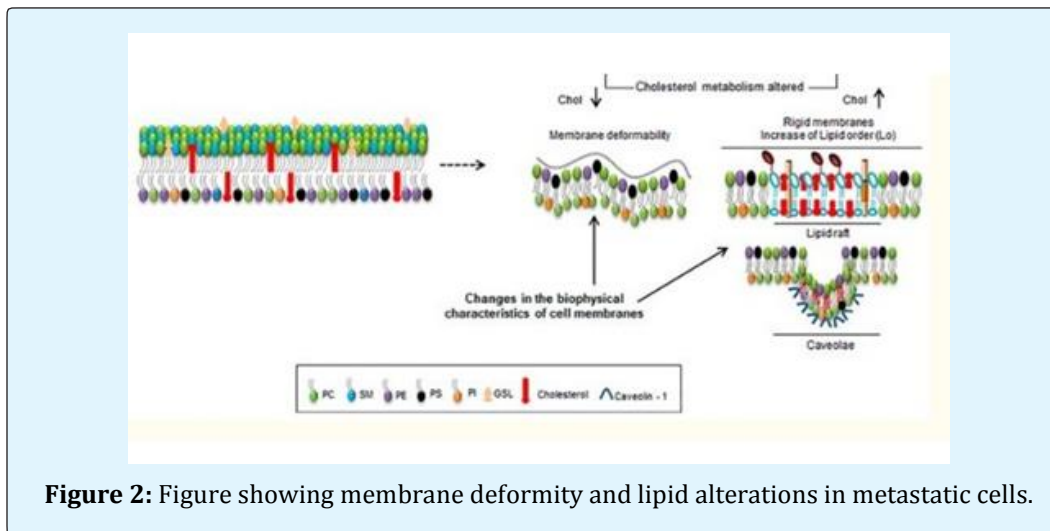 Cholesterol metabolism altered
Chol
Chol
Membrane deformability
Rigid membranes
Increase of Lipid order (Lo)
Lipid raft
Changes in the biophysical
characteristics of cell membranes
Caveolae
PC SM PE PS PI GSL Cholesterol Caveolin - 1
Figure 2: Figure showing membrane deformity and lipid alterations in metastatic cells.